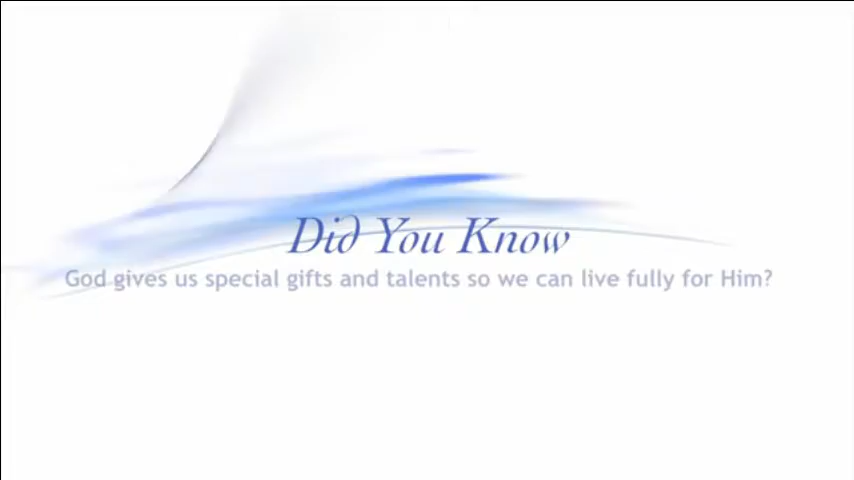 Did You Know
God gives us special gifts and talents so we can live fully for Him?